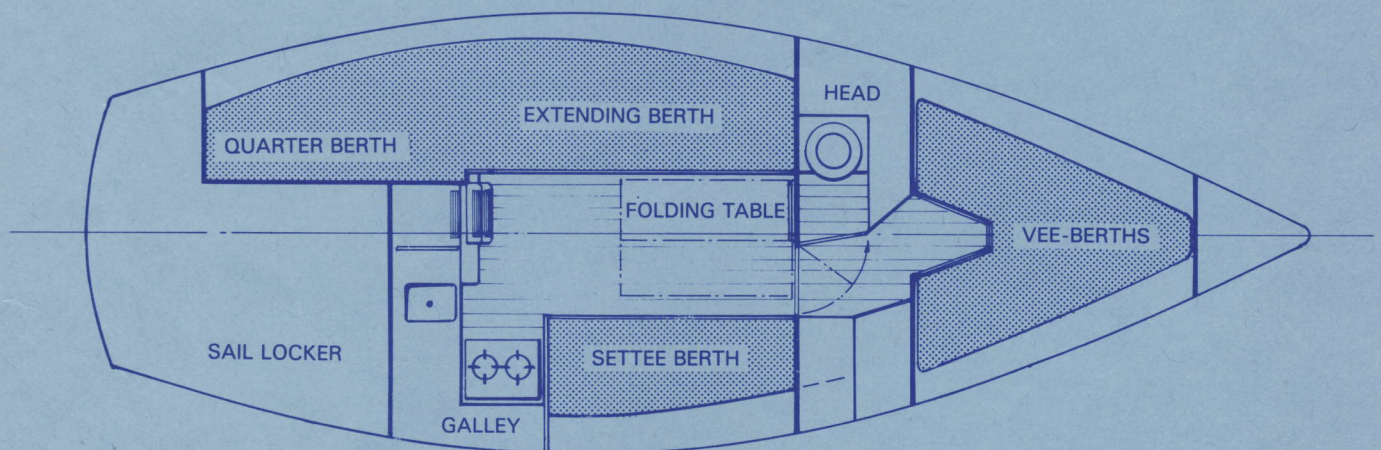 HEAD
EXTENDING BERTH
QUARTER BERTH
FOLDING TABLE
VEE-BERTHS
SAIL LOCKER
SETTEE BERTH
GALLEY